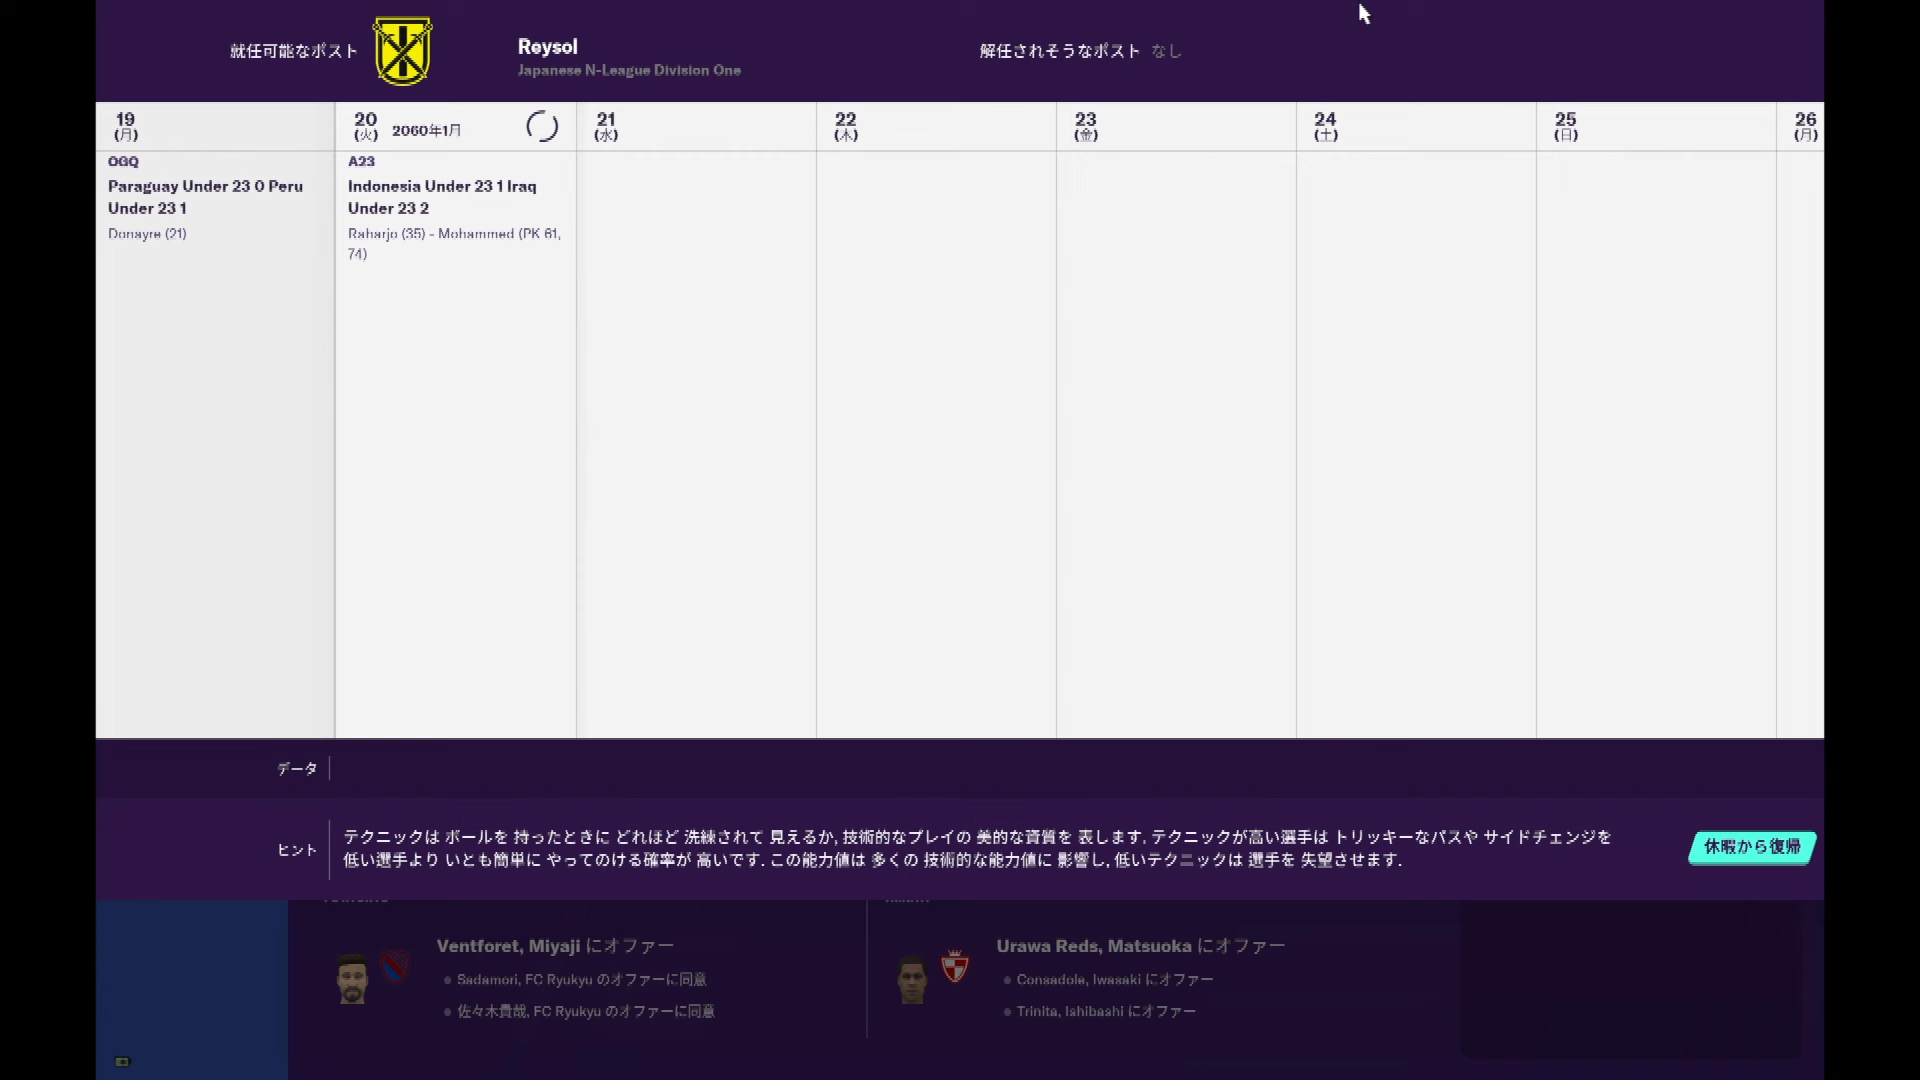 就任可能なポスト
Reysol
Japanese N-League Division One
解任されそうなポスト なし
19 (月)
20 (火) 2060年1月
21 (水)
22 (木)
23 (金)
24 (土)
25 (日)
26 (月)
OGQ
Paraguay Under 23 0 Peru
Under 23 1
Donayre (21)
A23
Indonesia Under 23 1 Iraq
Under 23 2
Raharjo (35) - Mohammed (PK 61,
74)
データ
ヒント
テクニックは ボールを 持ったときに どれほど 洗練されて 見えるか, 技術的なプレイの 美的な資質を 表します. テクニックが高い選手は トリッキーなパスや サイドチェンジを
低い選手より いとも簡単に やってのける確率が 高いです. この能力値は 多くの 技術的な能力値に 影響し, 低いテクニックは 選手を 失望させます.
休暇から復帰
Ventforet, Miyaji にオファー
Sadamori, FC Ryukyu のオファーに同意
佐々木貴哉, FC Ryukyu のオファーに同意
Urawa Reds, Matsuoka にオファー
Consadole, Iwasaki にオファー
Trinita, Ishibashi にオファー